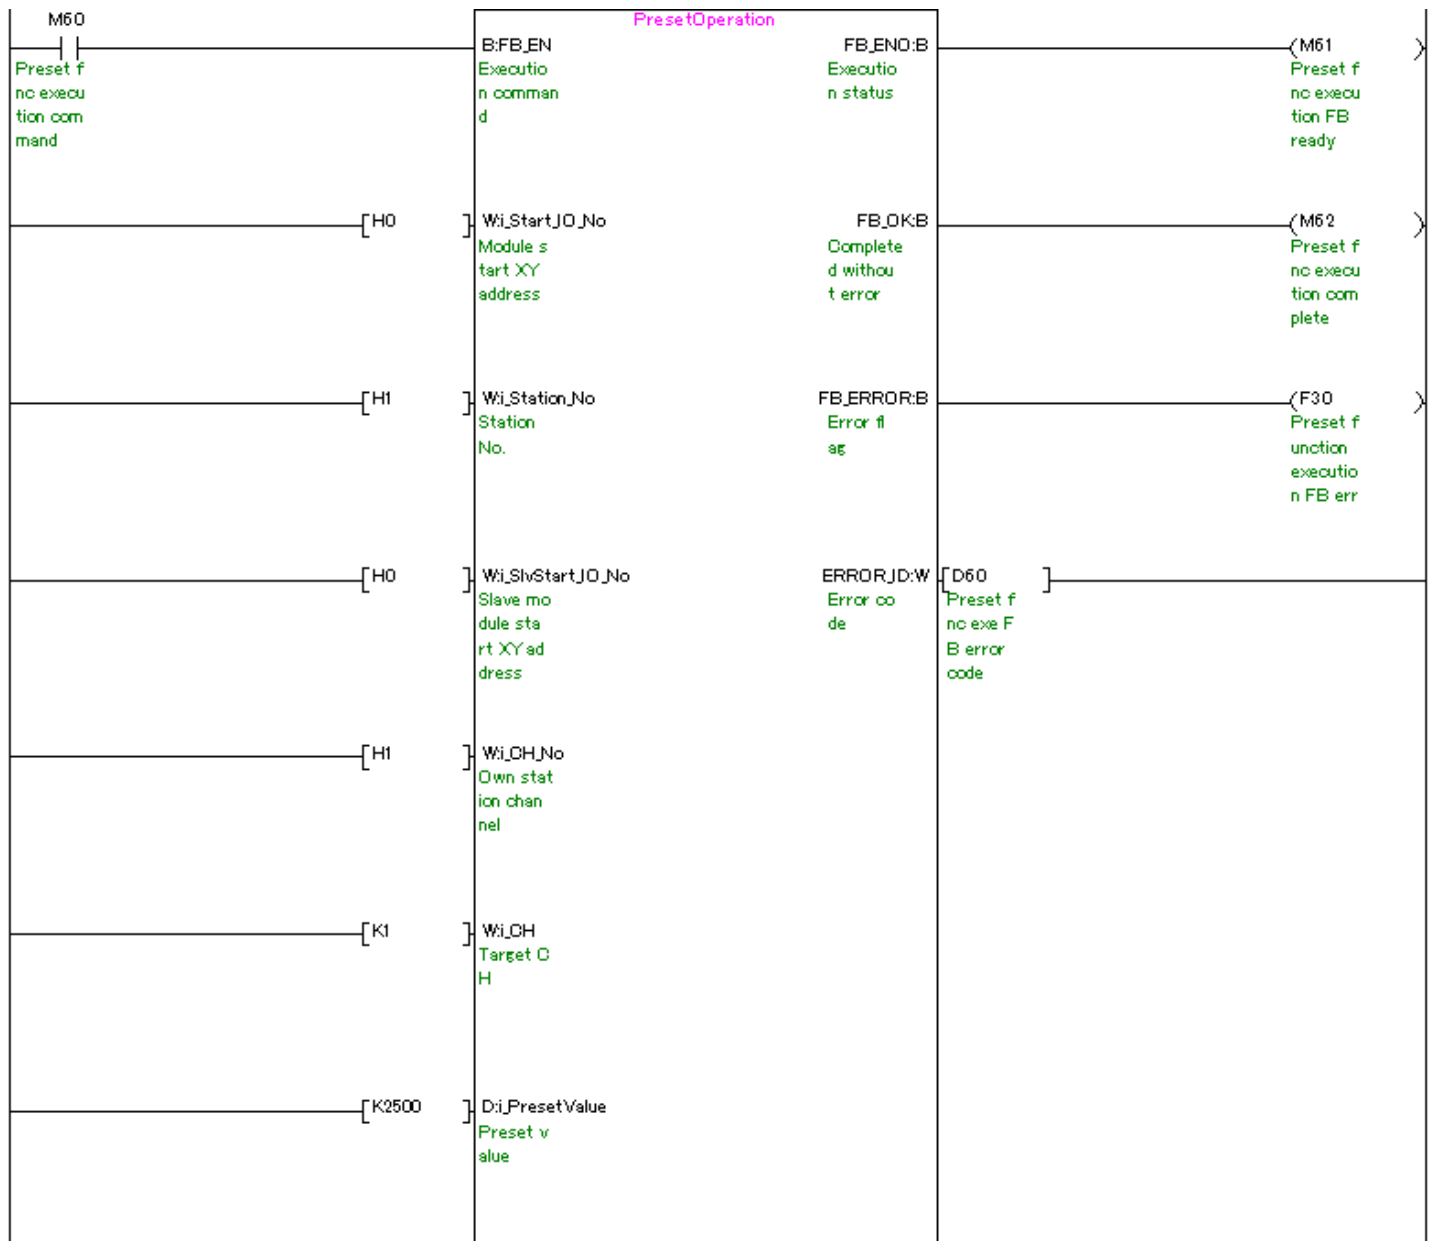 M60
PresetOperation
B:FB_EN
FB_ENO:B
(M61 )
Preset f
nc execu
tion com
mand
Executio
n comman
d
Executio
n status
Preset f
nc execu
tion FB
ready
[H0 ]
W:i_Start_IO_No
FB_OK:B
(M62 )
Module s
tart XY
address
Complete
d withou
t error
Preset f
nc execu
tion com
plete
[H1 ]
W:i_Station_No
FB_ERROR:B
(F30 )
Station
No.
Error fl
ag
Preset f
unction
executio
n FB err
[H0 ]
W:i_SlvStart_IO_No
ERROR_ID:W
[D60 ]
Slave mo
dule sta
rt XY ad
dress
Error co
de
Preset f
nc exe F
B error
code
[H1 ]
W:i_CH_No
Own stat
ion chan
nel
[K1 ]
W:i_CH
Target C
H
[K2500 ]
D:i_PresetValue
Preset v
alue